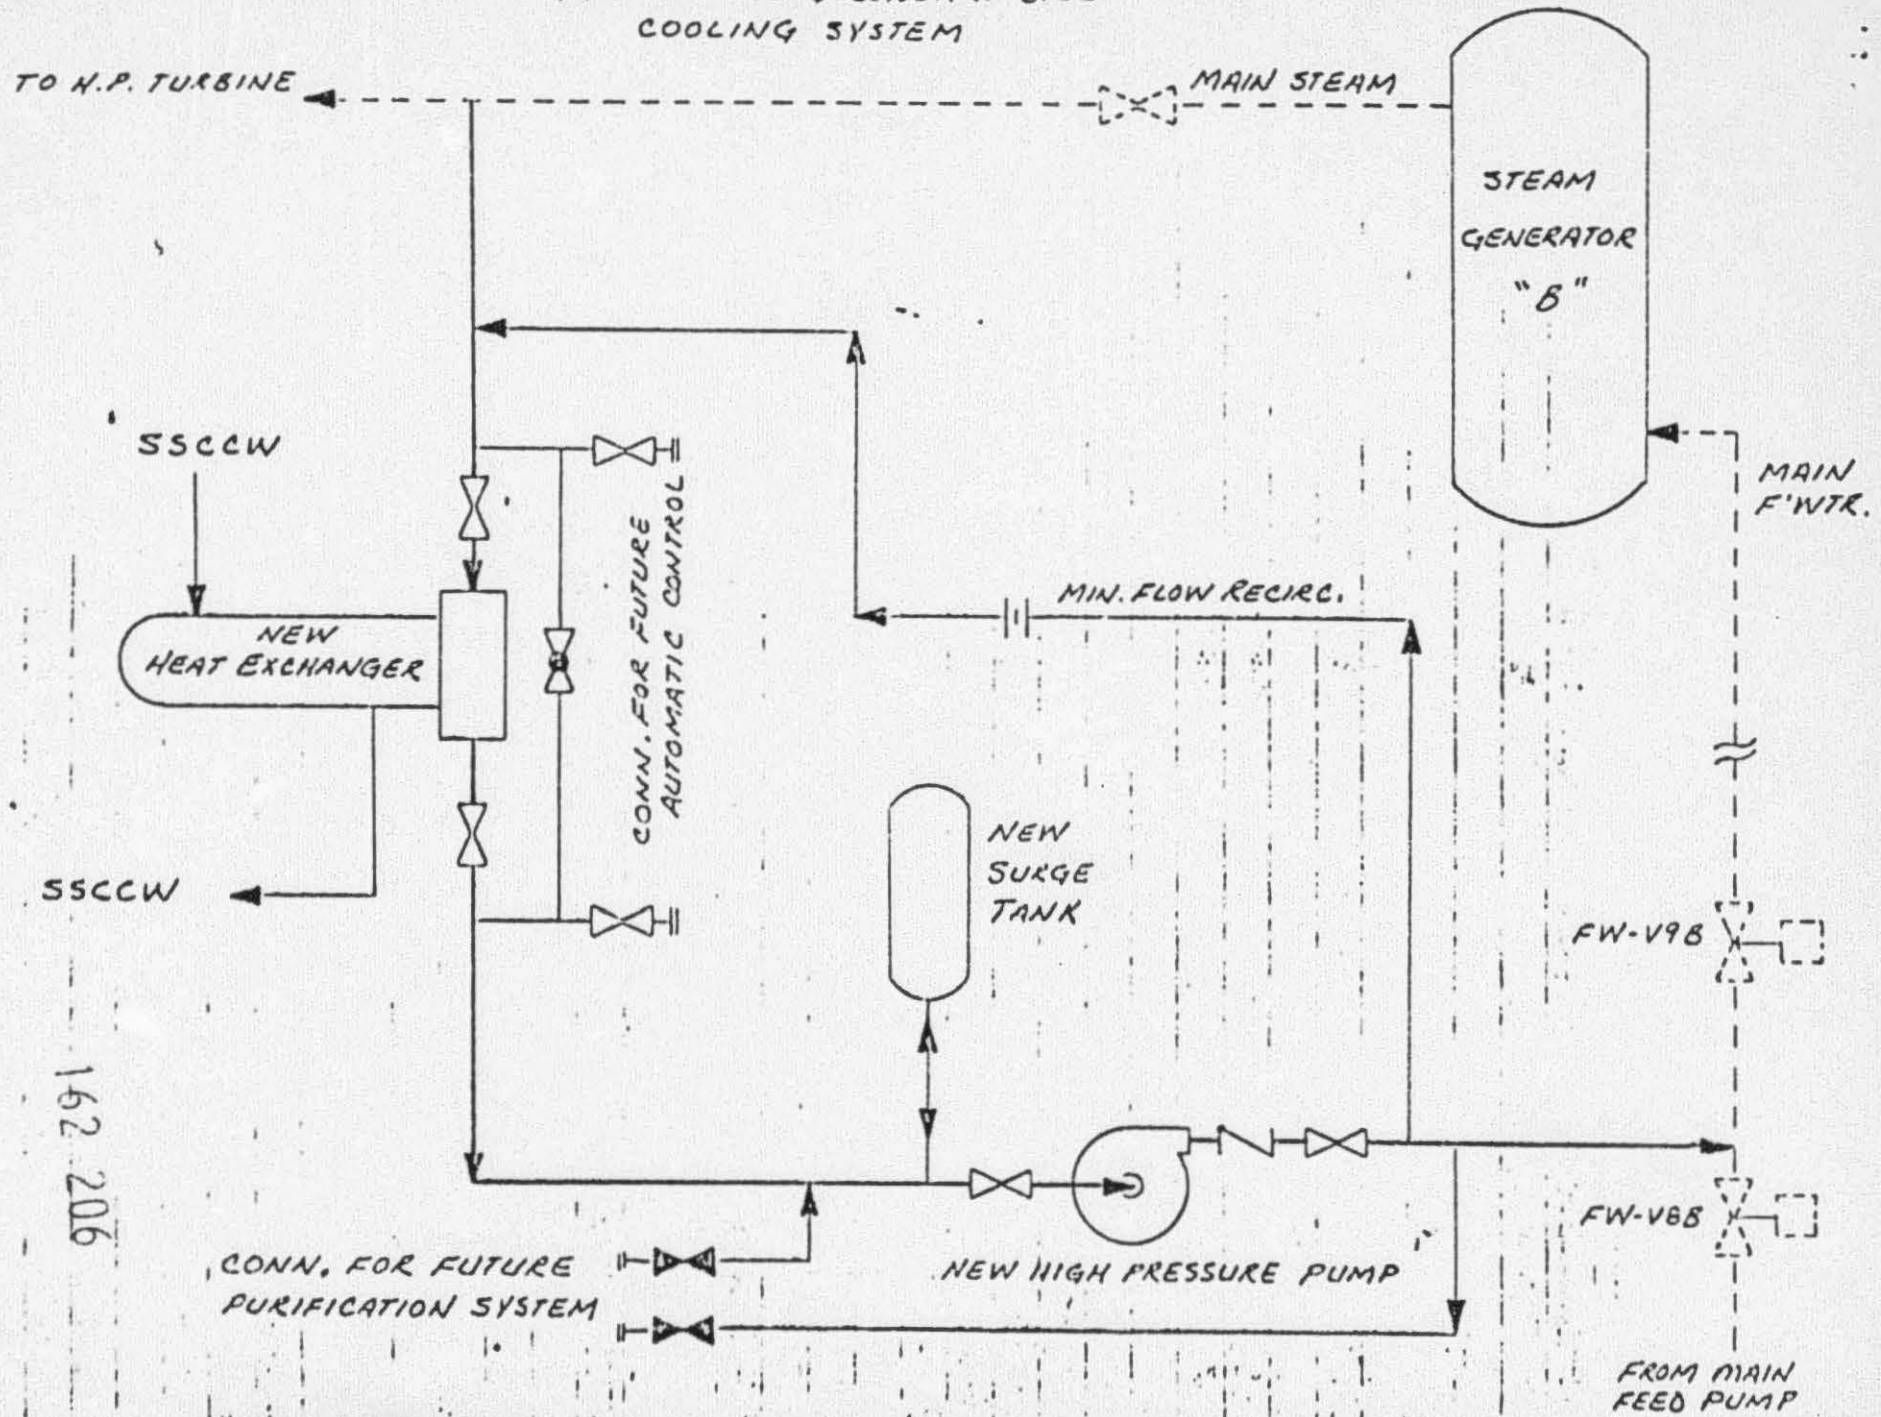 COOLING SYSTEM
TO H.P. TURBINE
MAIN STEAM
STEAM
GENERATOR
"B"
SSCCW
MAIN
F'WTR.
CONN. FOR FUTURE
AUTOMATIC CONTROL
MIN. FLOW RECIRC.
NEW
HEAT EXCHANGER
NEW
SURGE
TANK
SSCCW
FW-V9B
162 206
FW-V8B
CONN. FOR FUTURE
PURIFICATION SYSTEM
NEW HIGH PRESSURE PUMP
FROM MAIN
FEED PUMP